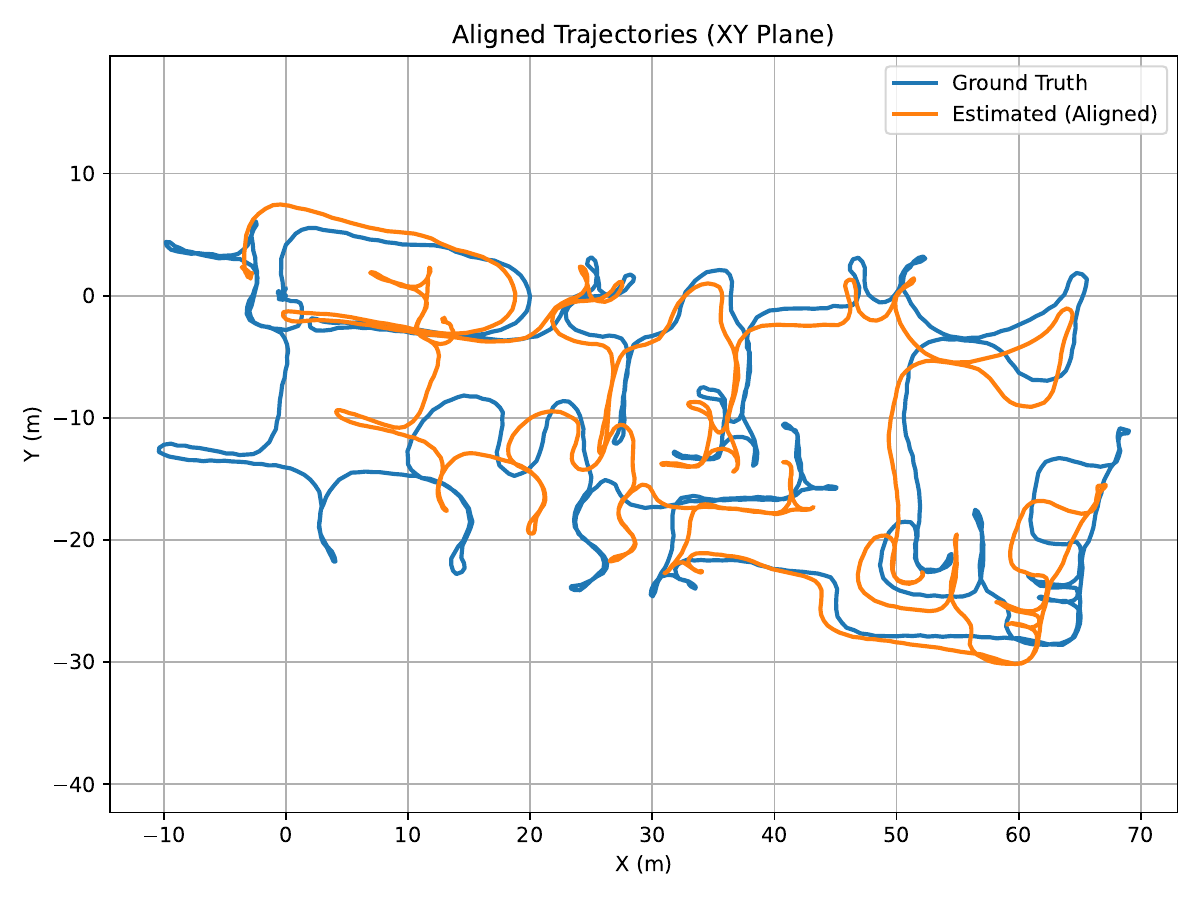 Aligned Trajectories (XY Plane)
Ground Truth
Estimated (Aligned)
10
0
−10
−20
−30
−40
Y (m)
−10 0 10 20 30 40 50 60 70
X (m)